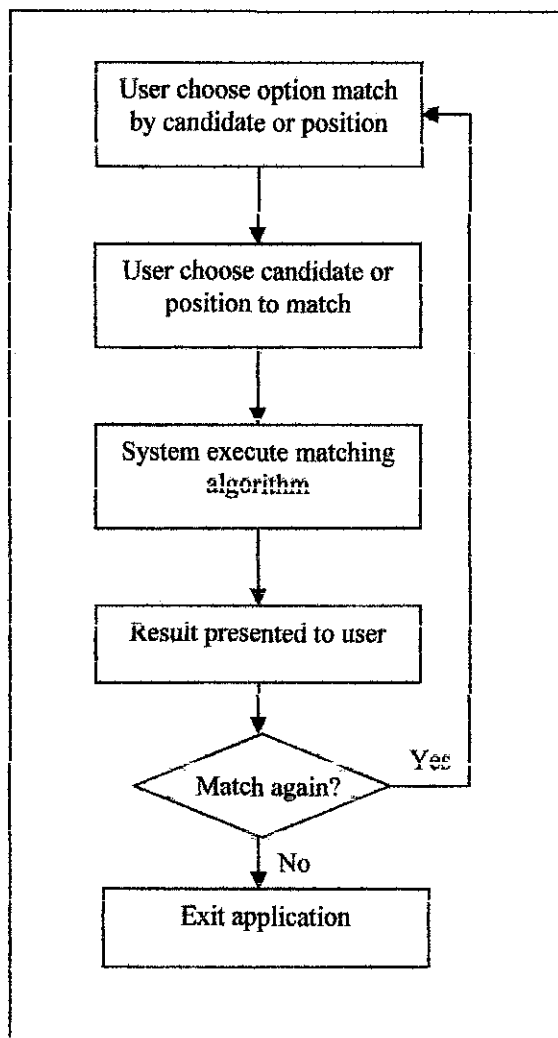 User choose option match
by candidate or position
User choose candidate or
position to match
System execute matching
algorithm
Result presented to user
Match again?
Yes
No
Exit application